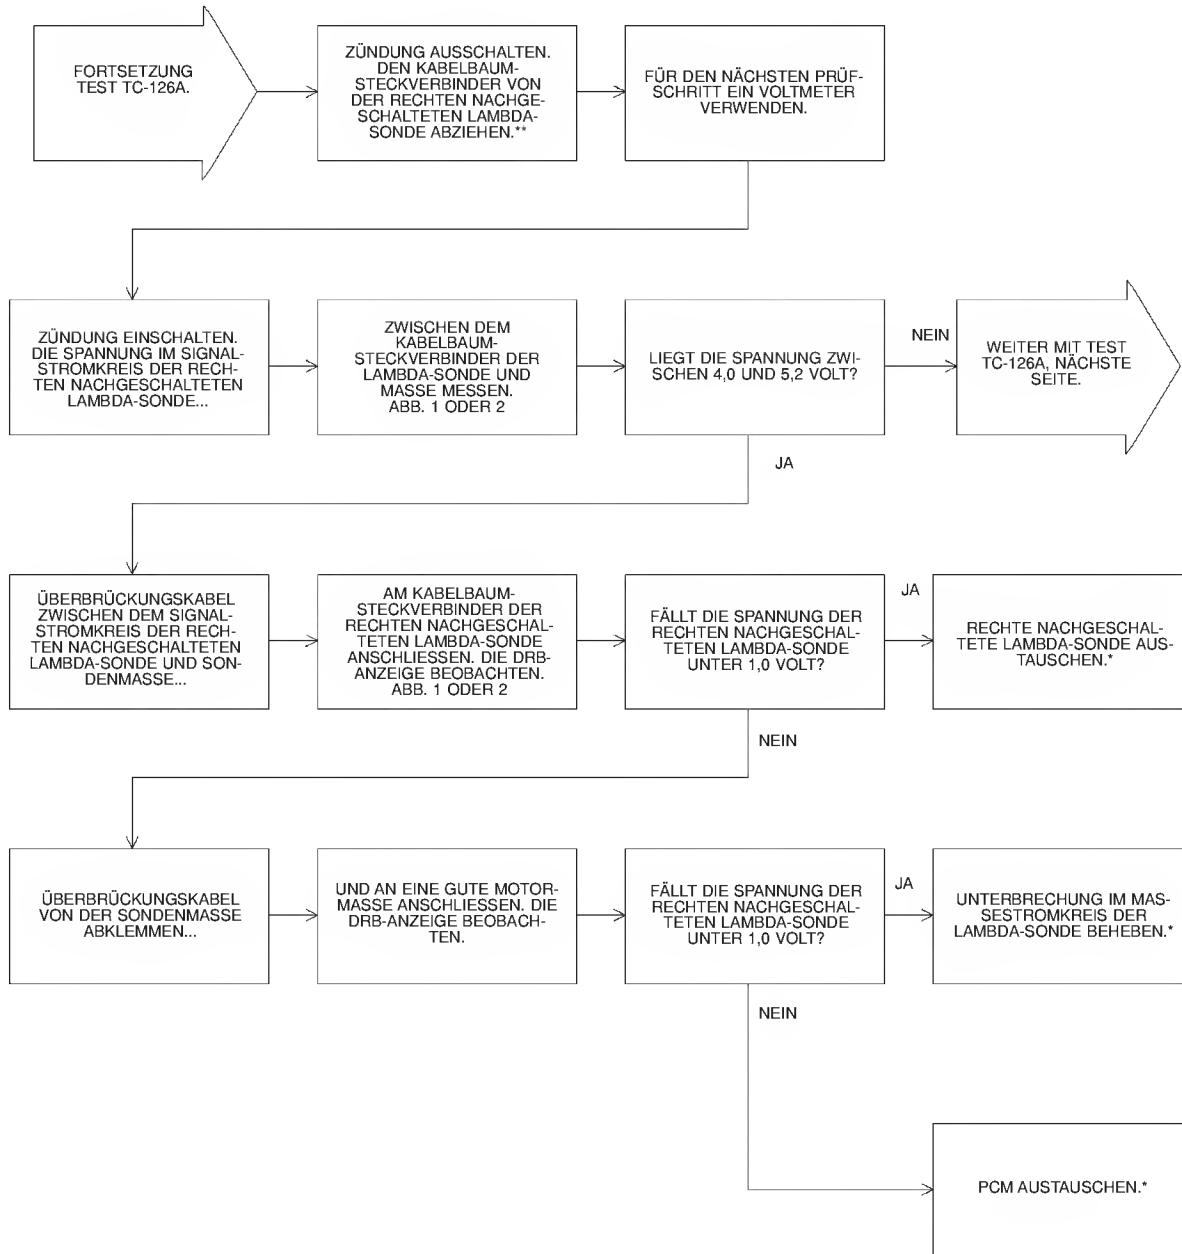 FORTSETZUNG
TEST TC-126A.
ZÜNDUNG AUSSCHALTEN.
DEN KABELBAUM-
STECKVERBINDER VON
DER RECHTEN NACHGE-
SCHALTETEN LAMBDA-
SONDE ABZIEHEN.**
FÜR DEN NÄCHSTEN PRÜF-
SCHRITT EIN VOLTMETER
VERWENDEN.
ZÜNDUNG EINSCHALTEN.
DIE SPANNUNG IM SIGNAL-
STROMKREIS DER RECH-
TEN NACHGESCHALTETEN
LAMBDA-SONDE...
ZWISCHEN DEM
KABELBAUM-
STECKVERBINDER DER
LAMBDA-SONDE UND
MASSE MESSEN.
ABB. 1 ODER 2
LIEGT DIE SPANNUNG ZWI-
SCHEN 4,0 UND 5,2 VOLT?
NEIN
WEITER MIT TEST
TC-126A, NÄCHSTE
SEITE.
JA
ÜBERBRÜCKUNGSKABEL
ZWISCHEN DEM SIGNAL-
STROMKREIS DER RECH-
TEN NACHGESCHALTETEN
LAMBDA-SONDE UND SON-
DENMASSE...
AM KABELBAUM-
STECKVERBINDER DER
RECHTEN NACHGESCHAL-
TETEN LAMBDA-SONDE
ANSCHLIESSEN. DIE DRB-
ANZEIGE BEOBACHTEN.
ABB. 1 ODER 2
FÄLLT DIE SPANNUNG DER
RECHTEN NACHGESCHAL-
TETEN LAMBDA-SONDE
UNTER 1,0 VOLT?
JA
RECHTE NACHGESCHAL-
TETE LAMBDA-SONDE AUS-
TAUSCHEN.*
NEIN
ÜBERBRÜCKUNGSKABEL
VON DER SONDENMASSE
ABKLEMMEN...
UND AN EINE GUTE MOTOR-
MASSE ANSCHLIESSEN. DIE
DRB-ANZEIGE BEOBACH-
TEN.
FÄLLT DIE SPANNUNG DER
RECHTEN NACHGESCHAL-
TETEN LAMBDA-SONDE
UNTER 1,0 VOLT?
JA
UNTERBRECHUNG IM MAS-
SESTROMKREIS DER
LAMBDA-SONDE BEHEBEN.*
NEIN
PCM AUSTAUSCHEN.*